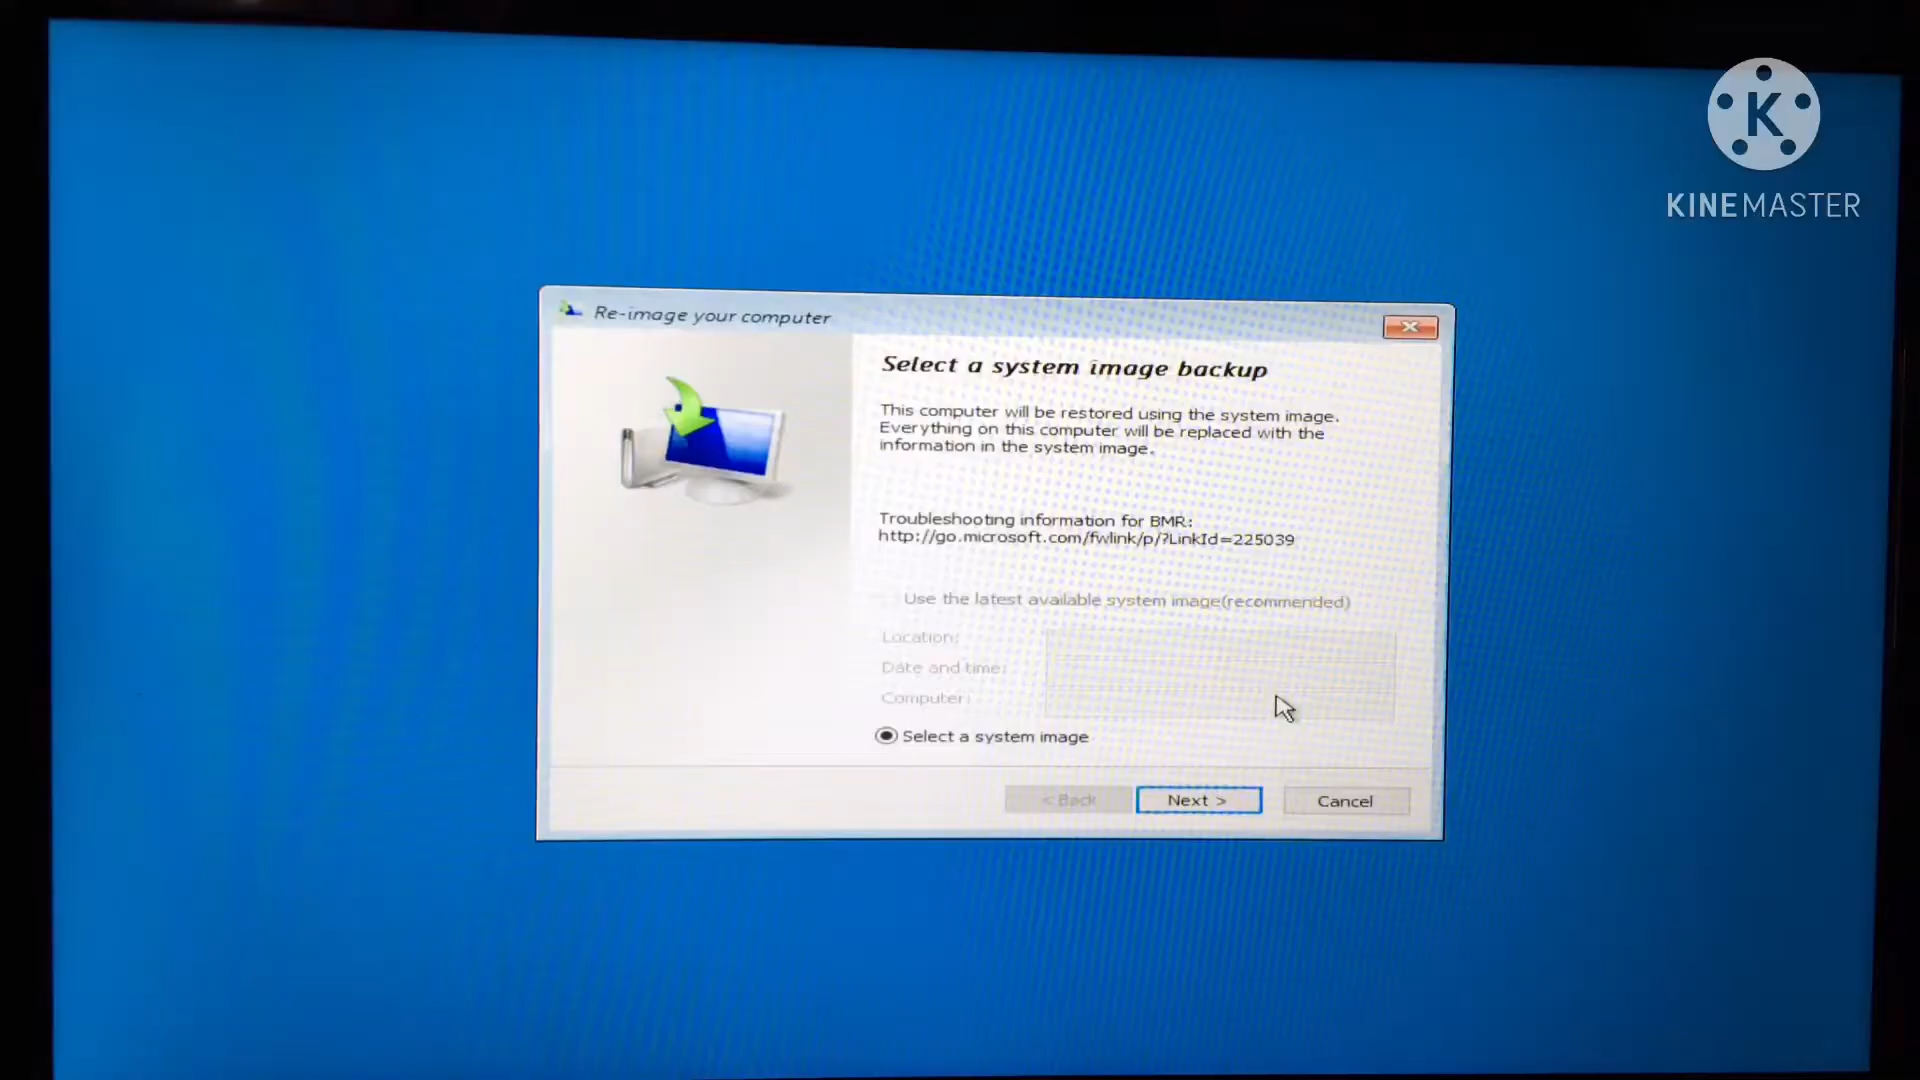 K
KINEMASTER
Re-image your computer
Select a system image backup
This computer will be restored using the system image.
Everything on this computer will be replaced with the
information in the system image.
Troubleshooting information for BMR:
http://go.microsoft.com/fwlink/p/?LinkId=225039
Use the latest available system image(recommended)
Location:
Date and time:
Computer:
Select a system image
< Back
Next >
Cancel